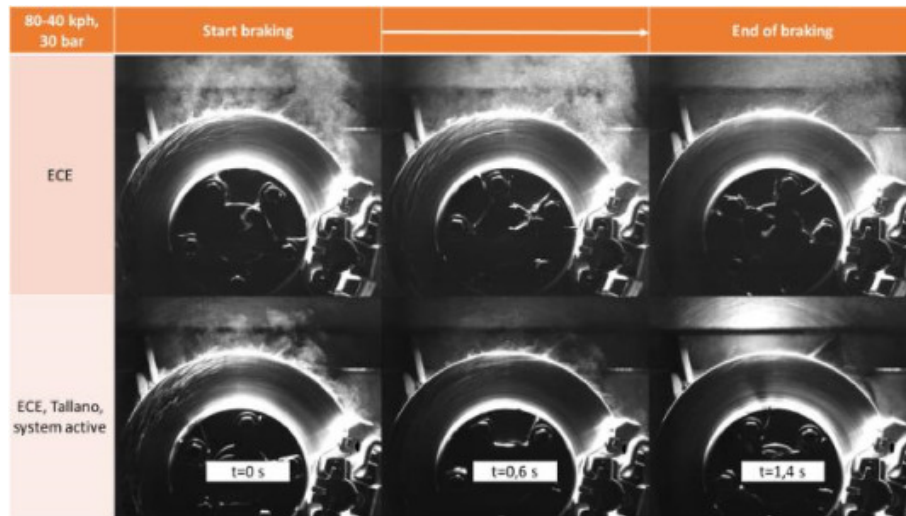 80-40 kph,
30 bar
Start braking
End of braking
ECE
ECE, Tallano,
system active
t=0 s
t=0,6 s
t=1,4 s